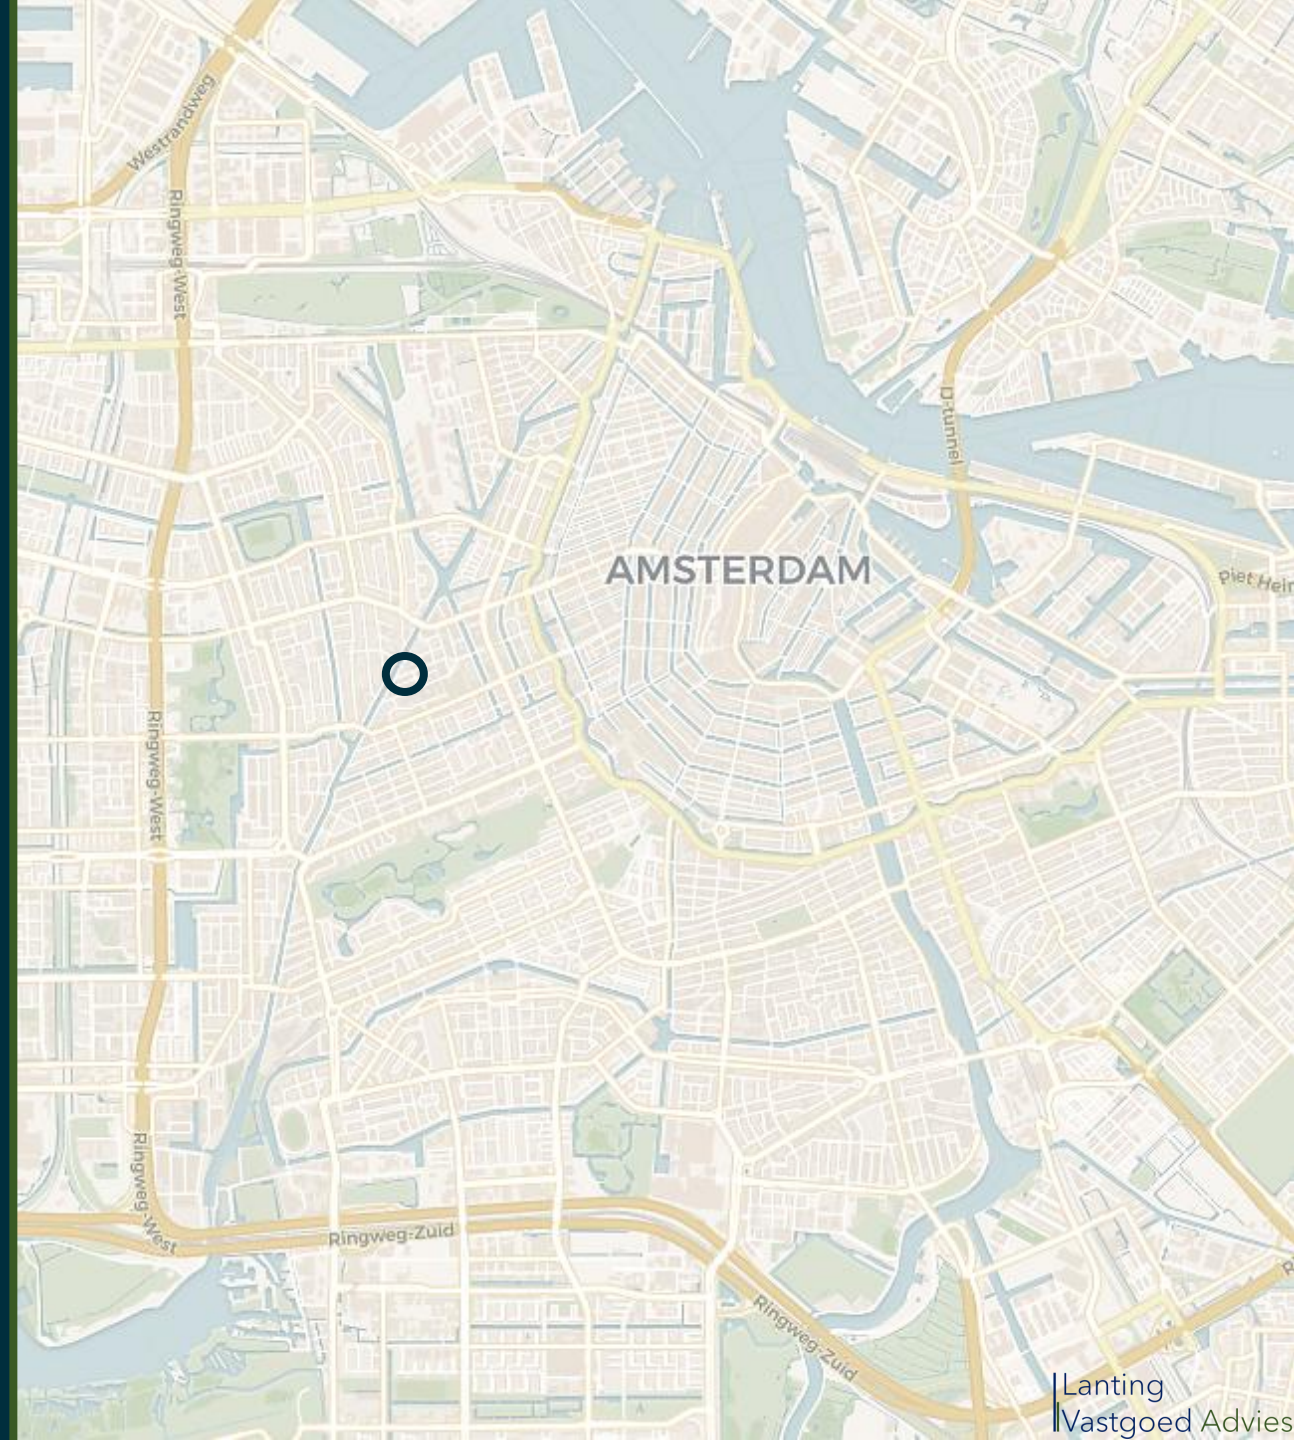 Westrandweg
Ringweg-West
IJ-tunnel
AMSTERDAM
piet Hein
Ringweg-West
Ringweg-West
Ringweg-Zuid
Ringweg-Zuid
Lanting
Vastgoed Advies